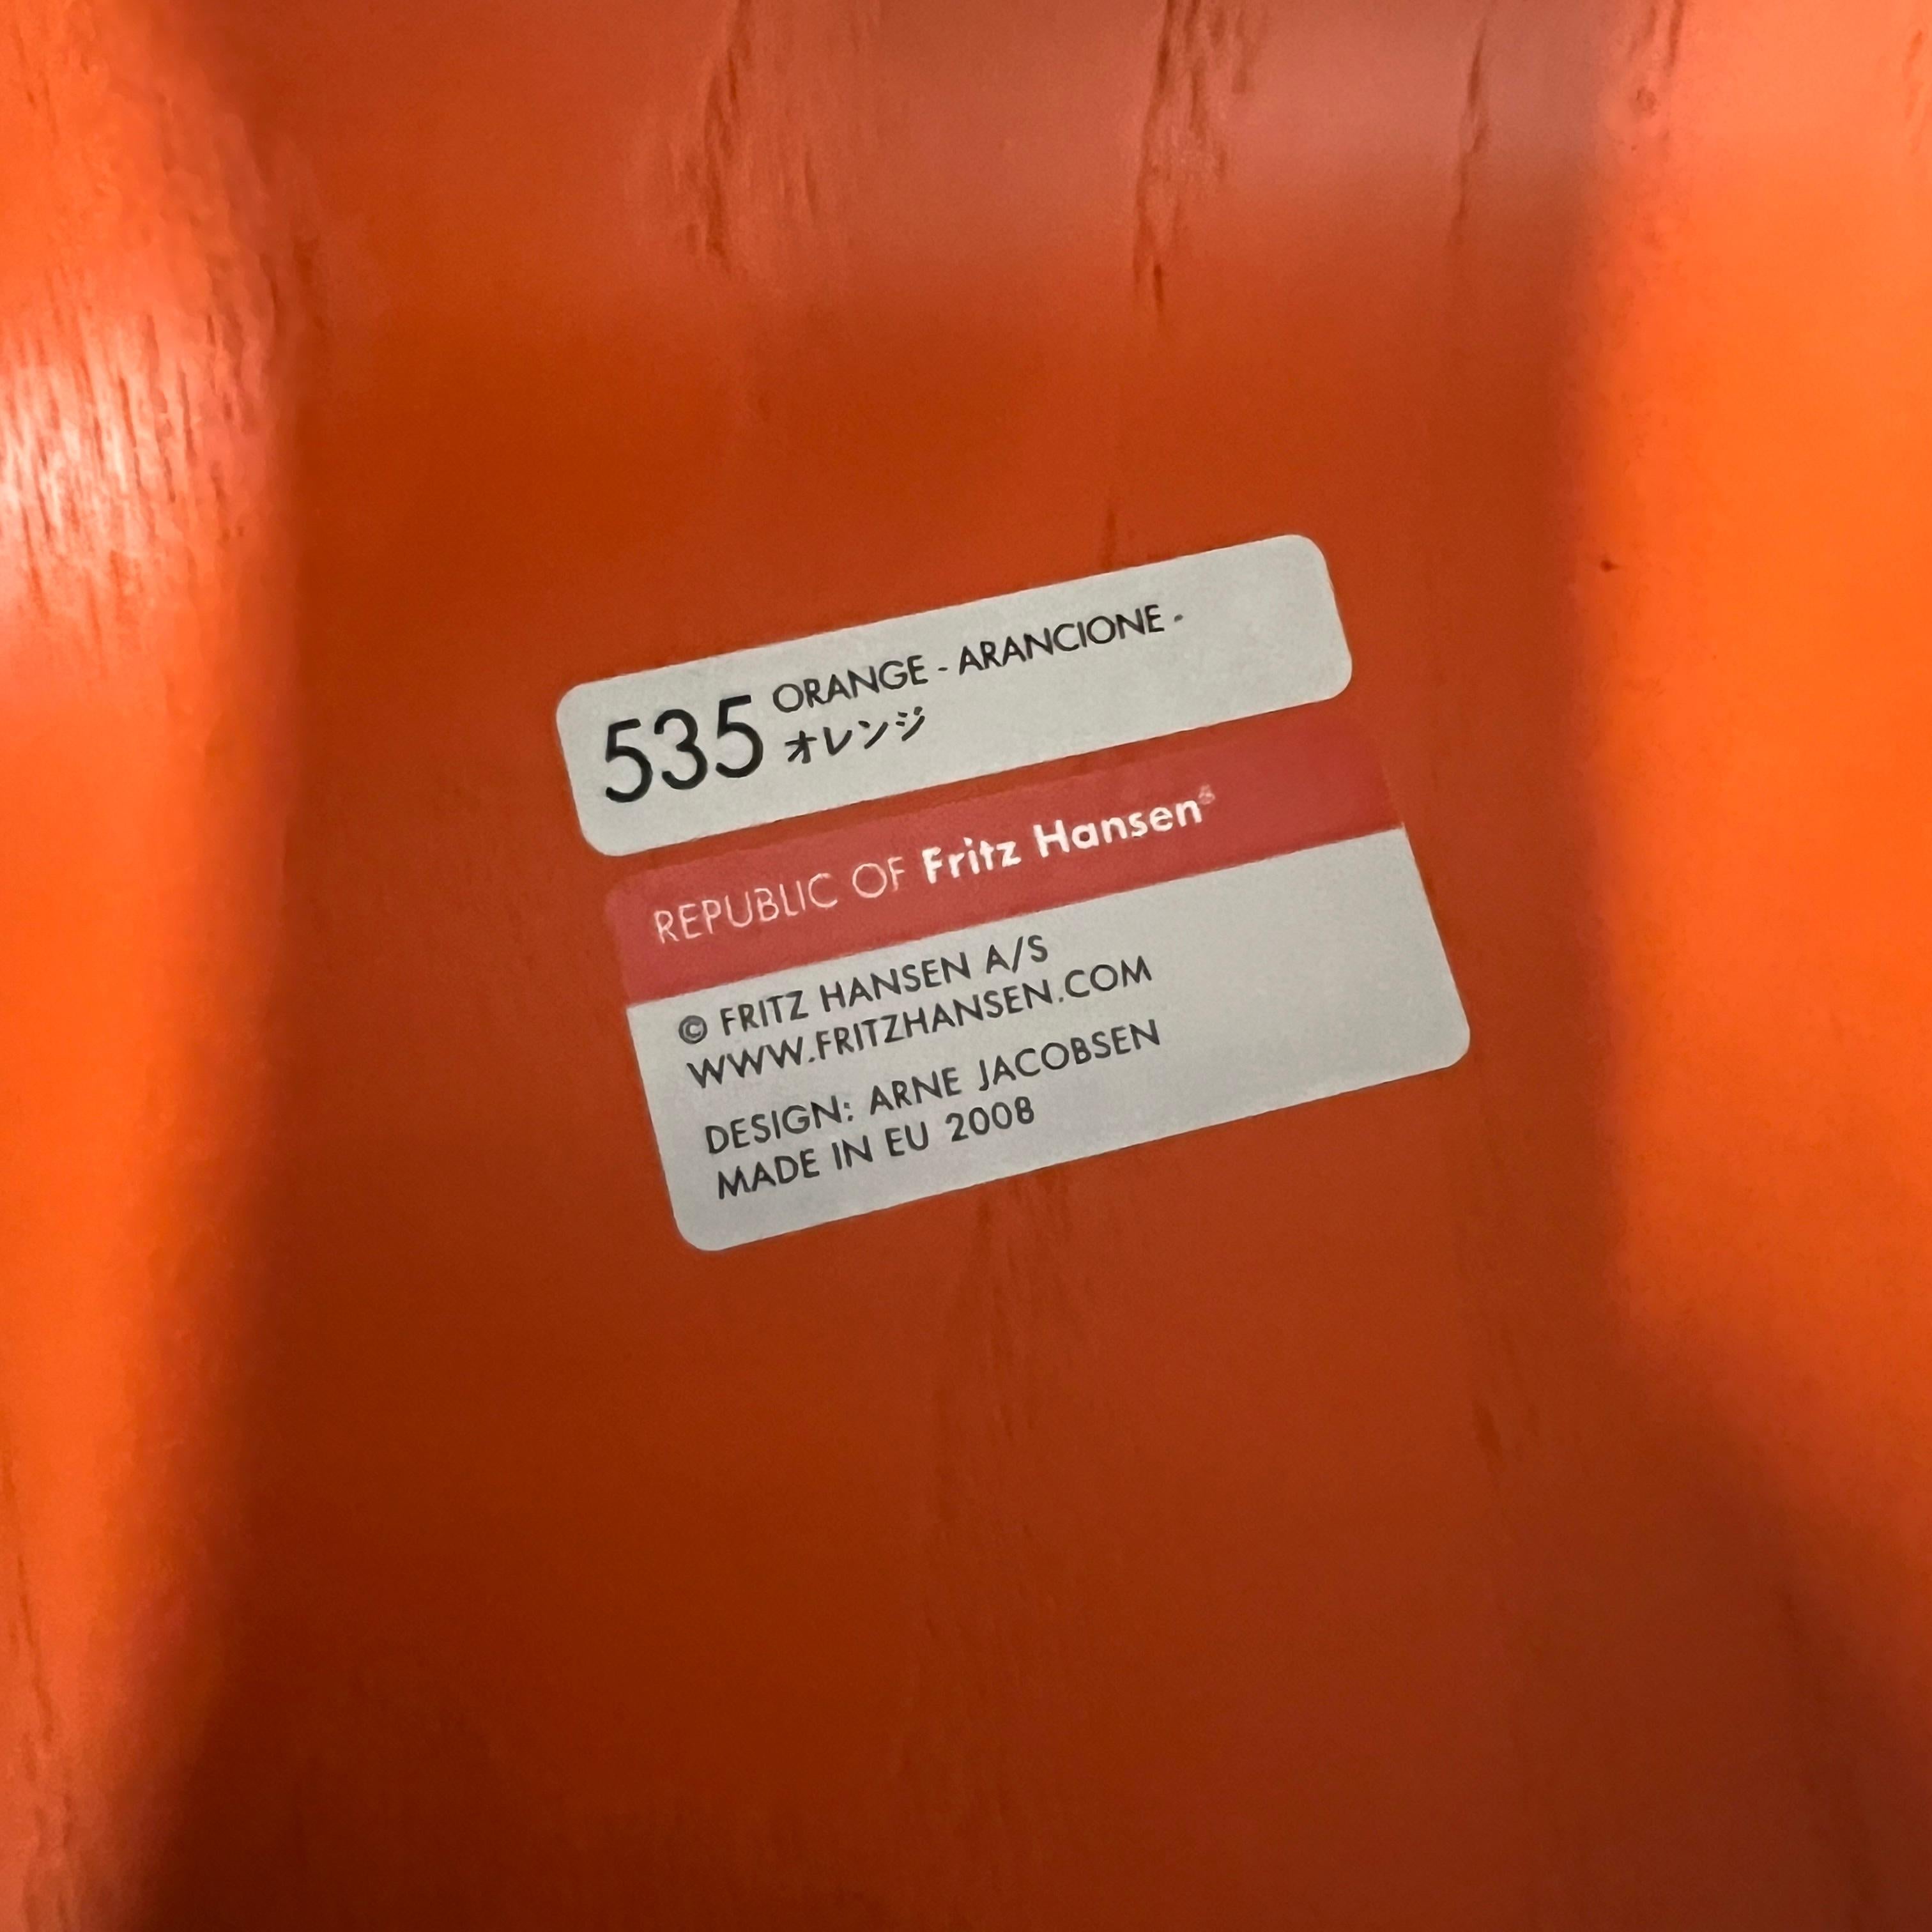 535 ORANGE - ARANCIONE -
オレンジ
REPUBLIC OF Fritz Hansen®
© FRITZ HANSEN A/S
WWW.FRITZHANSEN.COM
DESIGN: ARNE JACOBSEN
MADE IN EU 2008